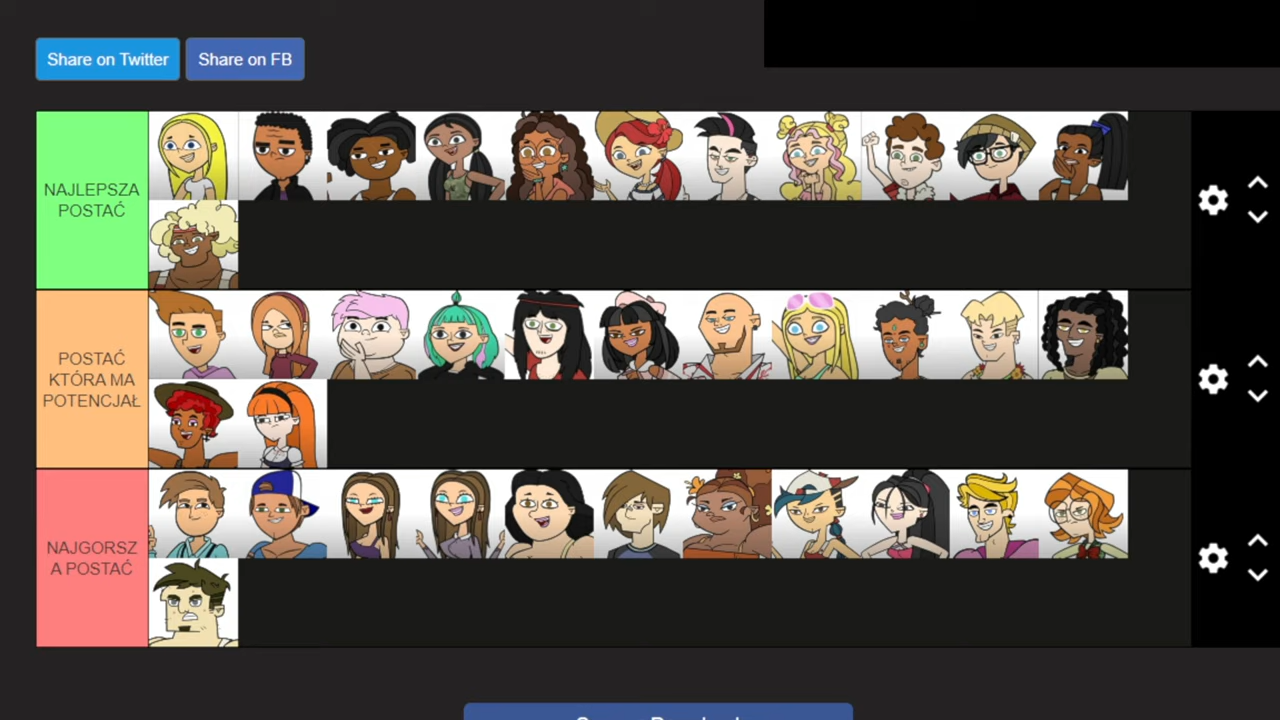 Share on Twitter
Share on FB
NAJLEPSZA
POSTAĆ
POSTAĆ
KTÓRA MA
POTENCJAŁ
NAJGORSZ
A POSTAĆ